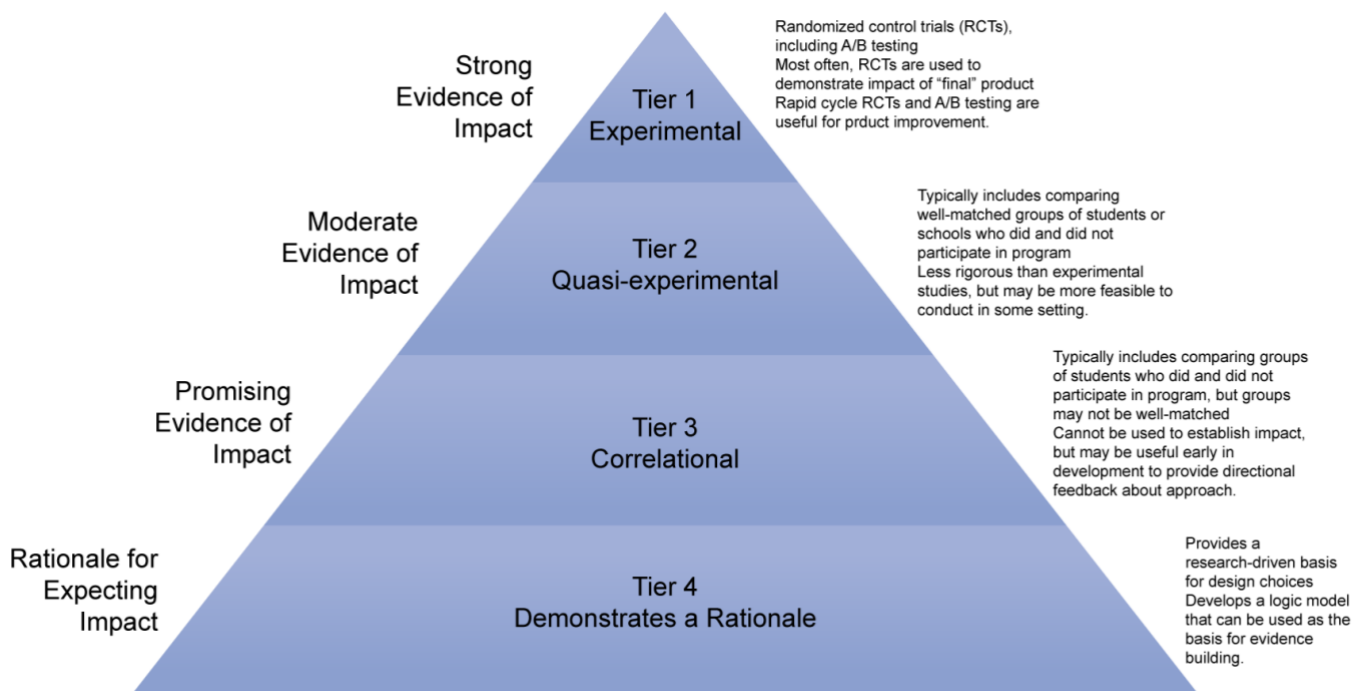 Strong
Evidence of
Impact
Tier 1
Experimental
Randomized control trials (RCTs),
including A/B testing
Most often, RCTs are used to
demonstrate impact of “final” product
Rapid cycle RCTs and A/B testing are
useful for prduct improvement.
Moderate
Evidence of
Impact
Tier 2
Quasi-experimental
Typically includes comparing
well-matched groups of students or
schools who did and did not
participate in program
Less rigorous than experimental
studies, but may be more feasible to
conduct in some setting.
Promising
Evidence of
Impact
Tier 3
Correlational
Typically includes comparing groups
of students who did and did not
participate in program, but groups
may not be well-matched
Cannot be used to establish impact,
but may be useful early in
development to provide directional
feedback about approach.
Rationale for
Expecting
Impact
Tier 4
Demonstrates a Rationale
Provides a
research-driven basis
for design choices
Develops a logic model
that can be used as the
basis for evidence
building.